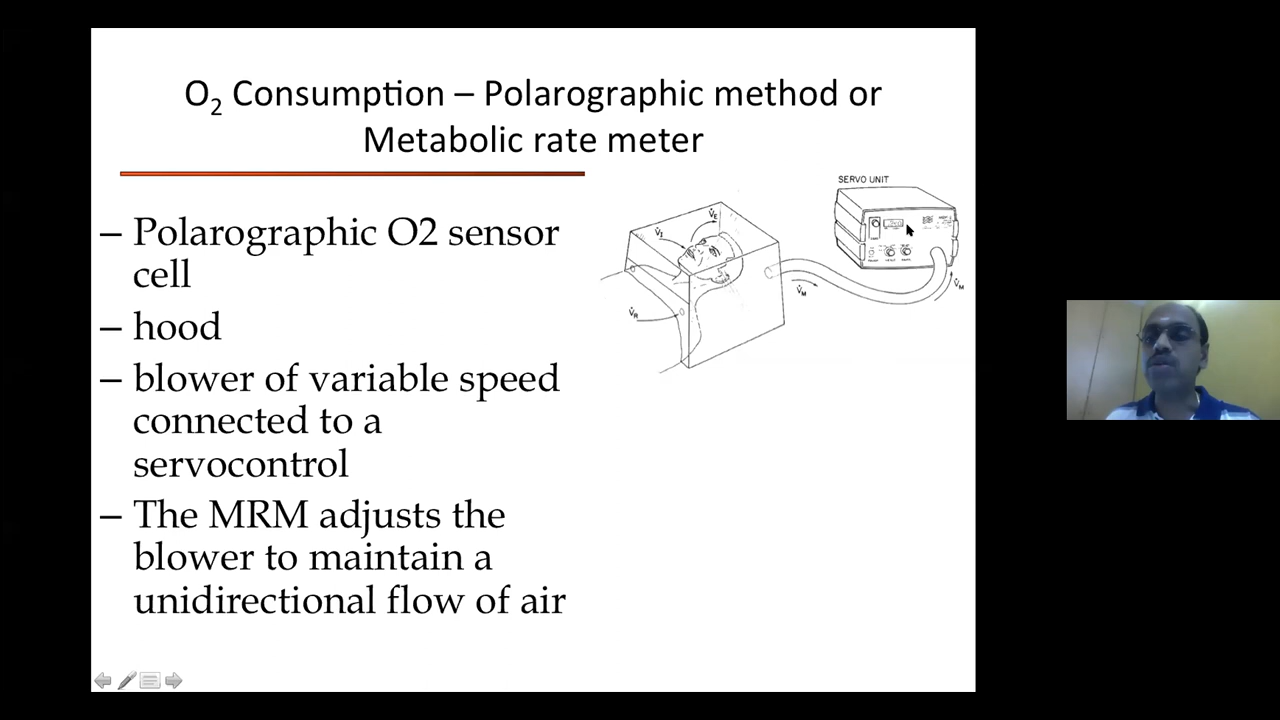 O2 Consumption – Polarographic method or
Metabolic rate meter
SERVO UNIT
V̇E
V̇I
V̇R
V̇M
V̇M
– Polarographic O2 sensor
cell
– hood
– blower of variable speed
connected to a
servocontrol
– The MRM adjusts the
blower to maintain a
unidirectional flow of air